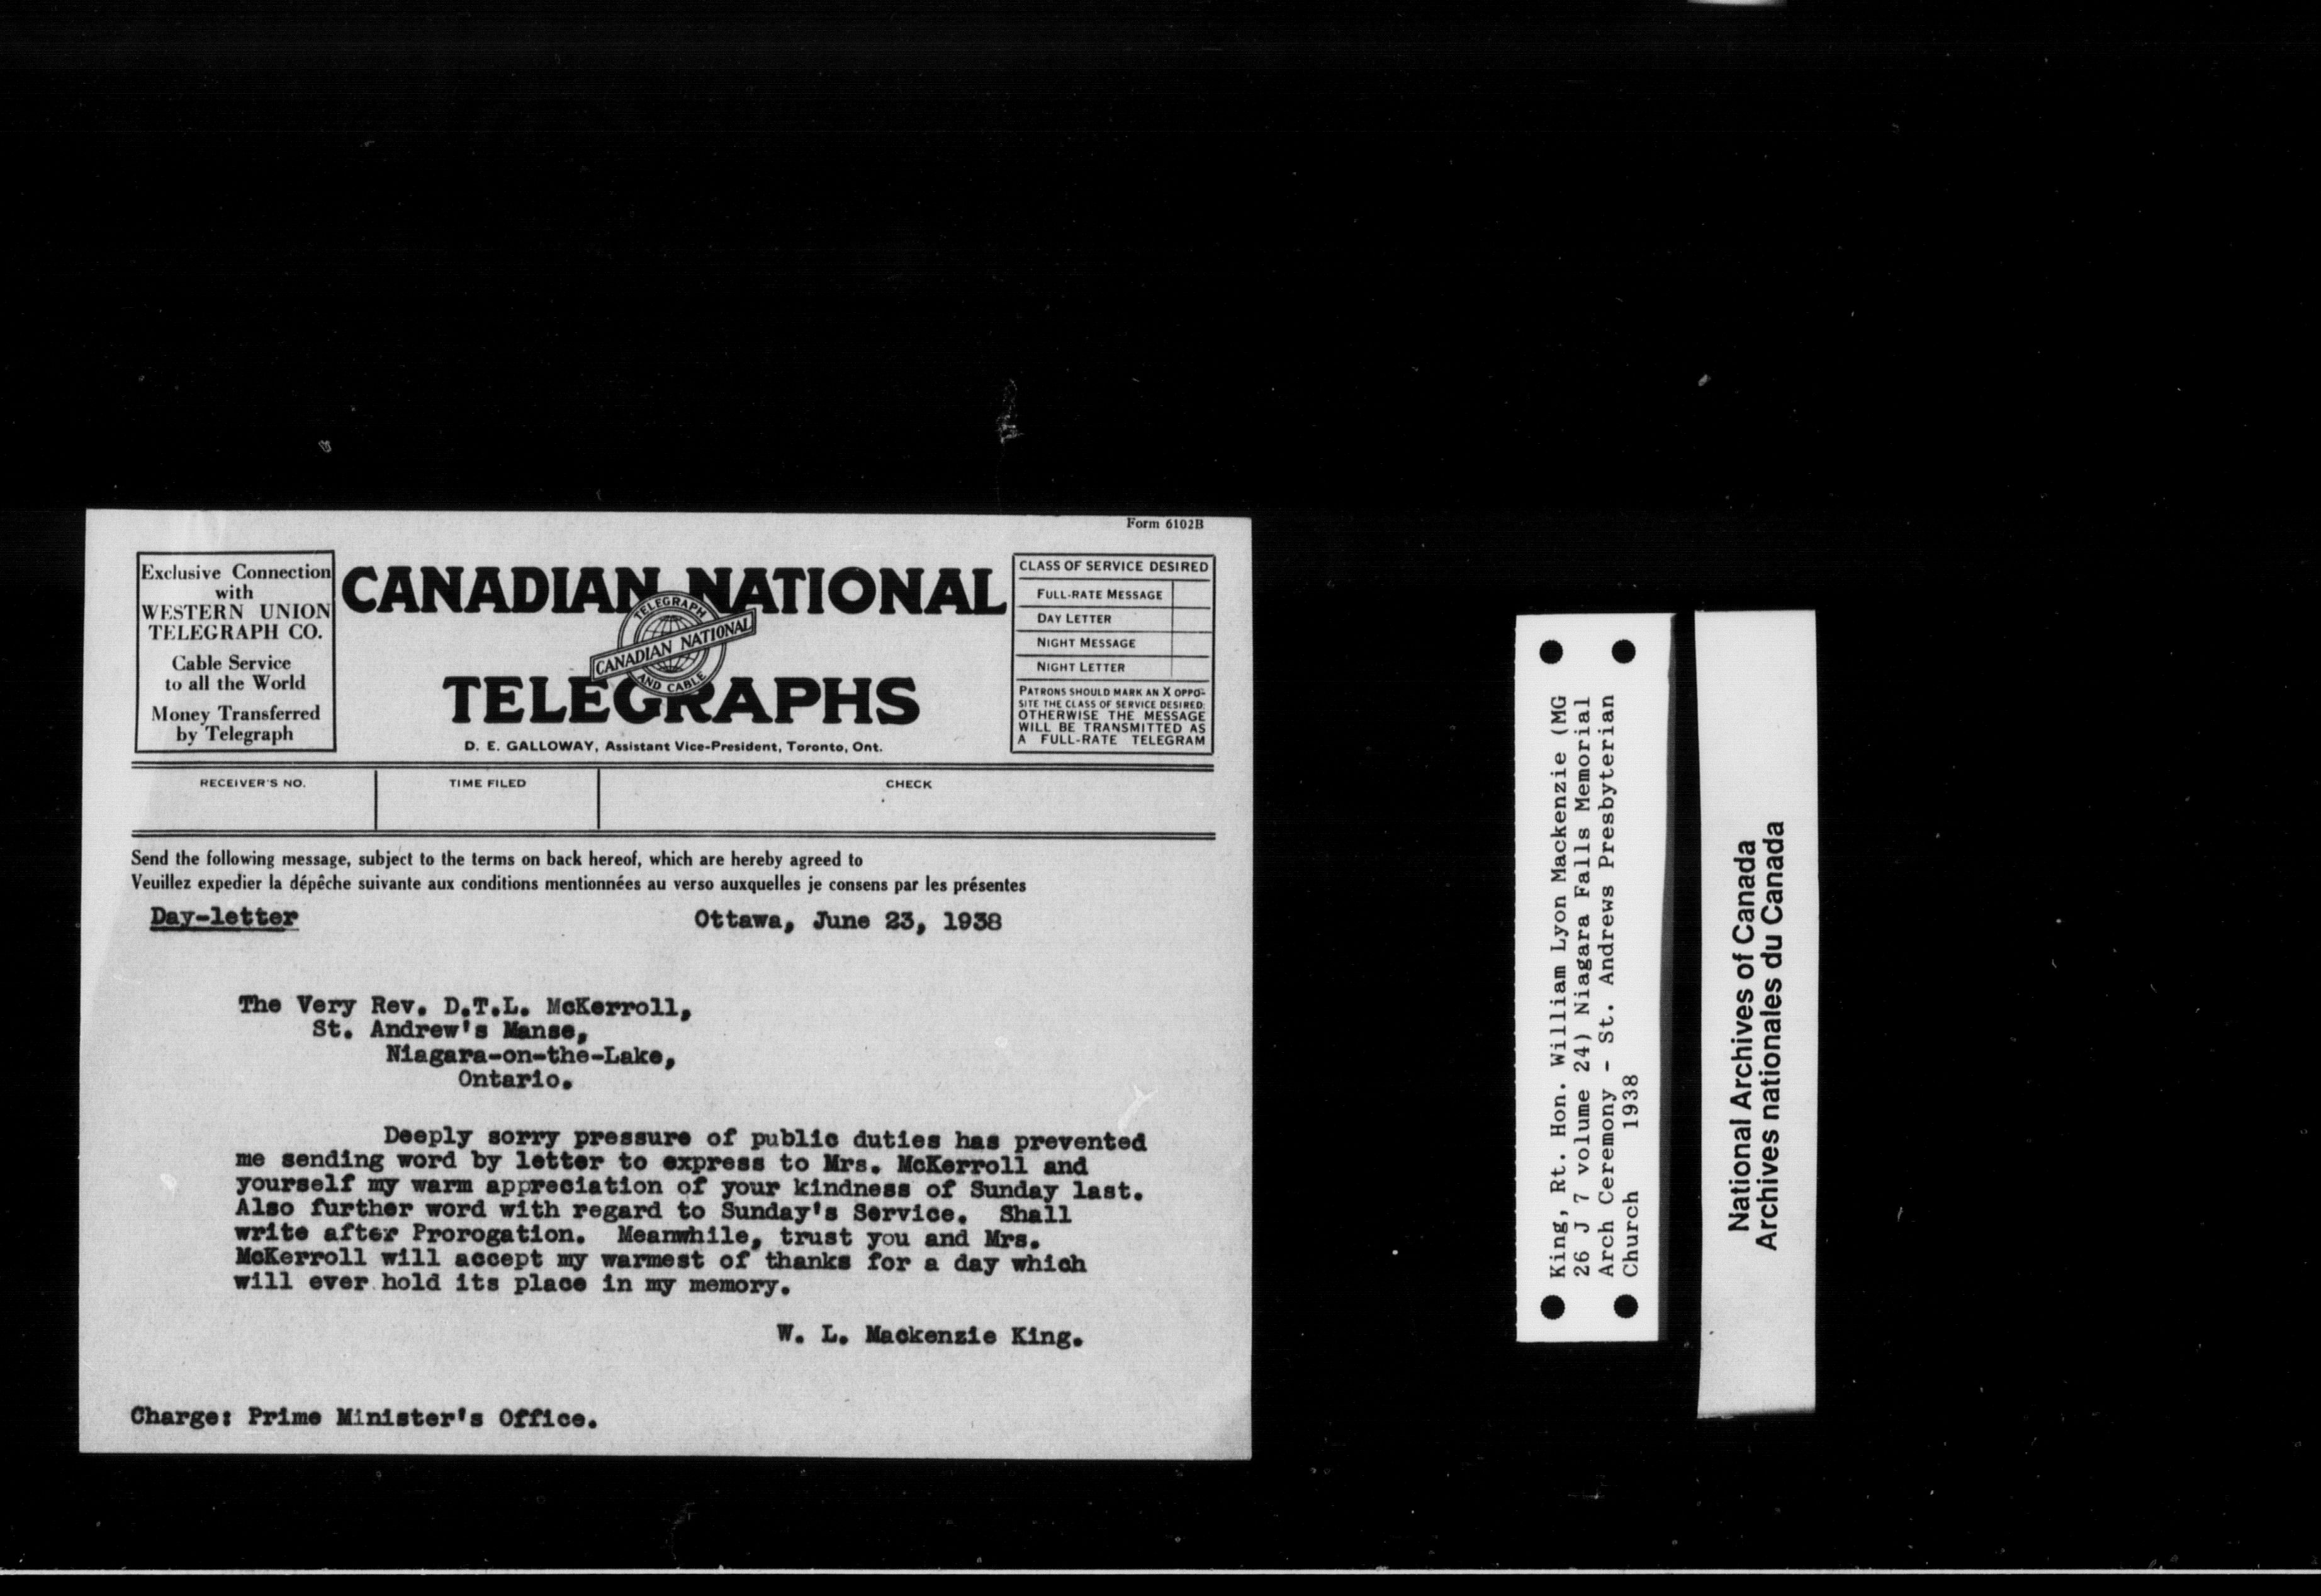 Form 6102B
Exclusive Connection
with
WESTERN UNION
TELEGRAPH CO.
Cable Service
to all the World
Money Transferred
by Telegraph
CANADIAN NATIONAL
TELEGRAPH
CANADIAN NATIONAL
AND CABLE
TELEGRAPHS
D. E. GALLOWAY, Assistant Vice-President, Toronto, Ont.
CLASS OF SERVICE DESIRED
FULL-RATE MESSAGE
DAY LETTER
NIGHT MESSAGE
NIGHT LETTER
PATRONS SHOULD MARK AN X OPPO-
SITE THE CLASS OF SERVICE DESIRED;
OTHERWISE THE MESSAGE
WILL BE TRANSMITTED AS
A FULL-RATE TELEGRAM
RECEIVER'S NO.
TIME FILED
CHECK
Send the following message, subject to the terms on back hereof, which are hereby agreed to
Veuillez expedier la dépêche suivante aux conditions mentionnées au verso auxquelles je consens par les présentes
Day-letter
Ottawa, June 23, 1938
The Very Rev. D.T.L. McKerroll,
St. Andrew's Manse,
Niagara-on-the-Lake,
Ontario.
Deeply sorry pressure of public duties has prevented
me sending word by letter to express to Mrs. McKerroll and
yourself my warm appreciation of your kindness of Sunday last.
Also further word with regard to Sunday's Service. Shall
write after Prorogation. Meanwhile, trust you and Mrs.
McKerroll will accept my warmest of thanks for a day which
will ever hold its place in my memory.
W. L. Mackenzie King.
Charge: Prime Minister's Office.
King, Rt. Hon. William Lyon Mackenzie (MG
26 J 7 volume 24) Niagara Falls Memorial
Arch Ceremony - St. Andrews Presbyterian
Church 1938
National Archives of Canada
Archives nationales du Canada